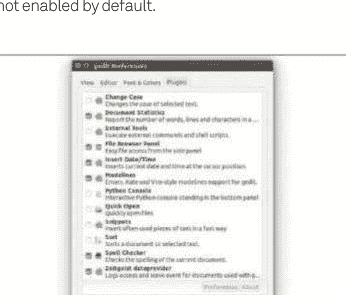 not enabled by default.
gedit Preferences
View Editor Font & Colors Plugins
Change Case
Changes the case of selected text.
Document Statistics
Report the number of words, lines and characters in a ...
External Tools
Execute external commands and shell scripts.
File Browser Panel
Easy file access from the side panel
Insert Date/Time
Inserts current date and time at the cursor position.
Modelines
Emacs, Kate and Vim-style modelines support for gedit.
Python Console
Interactive Python console standing in the bottom panel
Quick Open
Quickly open files
Snippets
Insert often-used pieces of text in a fast way
Sort
Sorts a document or selected text.
Spell Checker
Checks the spelling of the current document.
Zeitgeist dataprovider
Logs access and leave event for documents used with g...
Preferences About